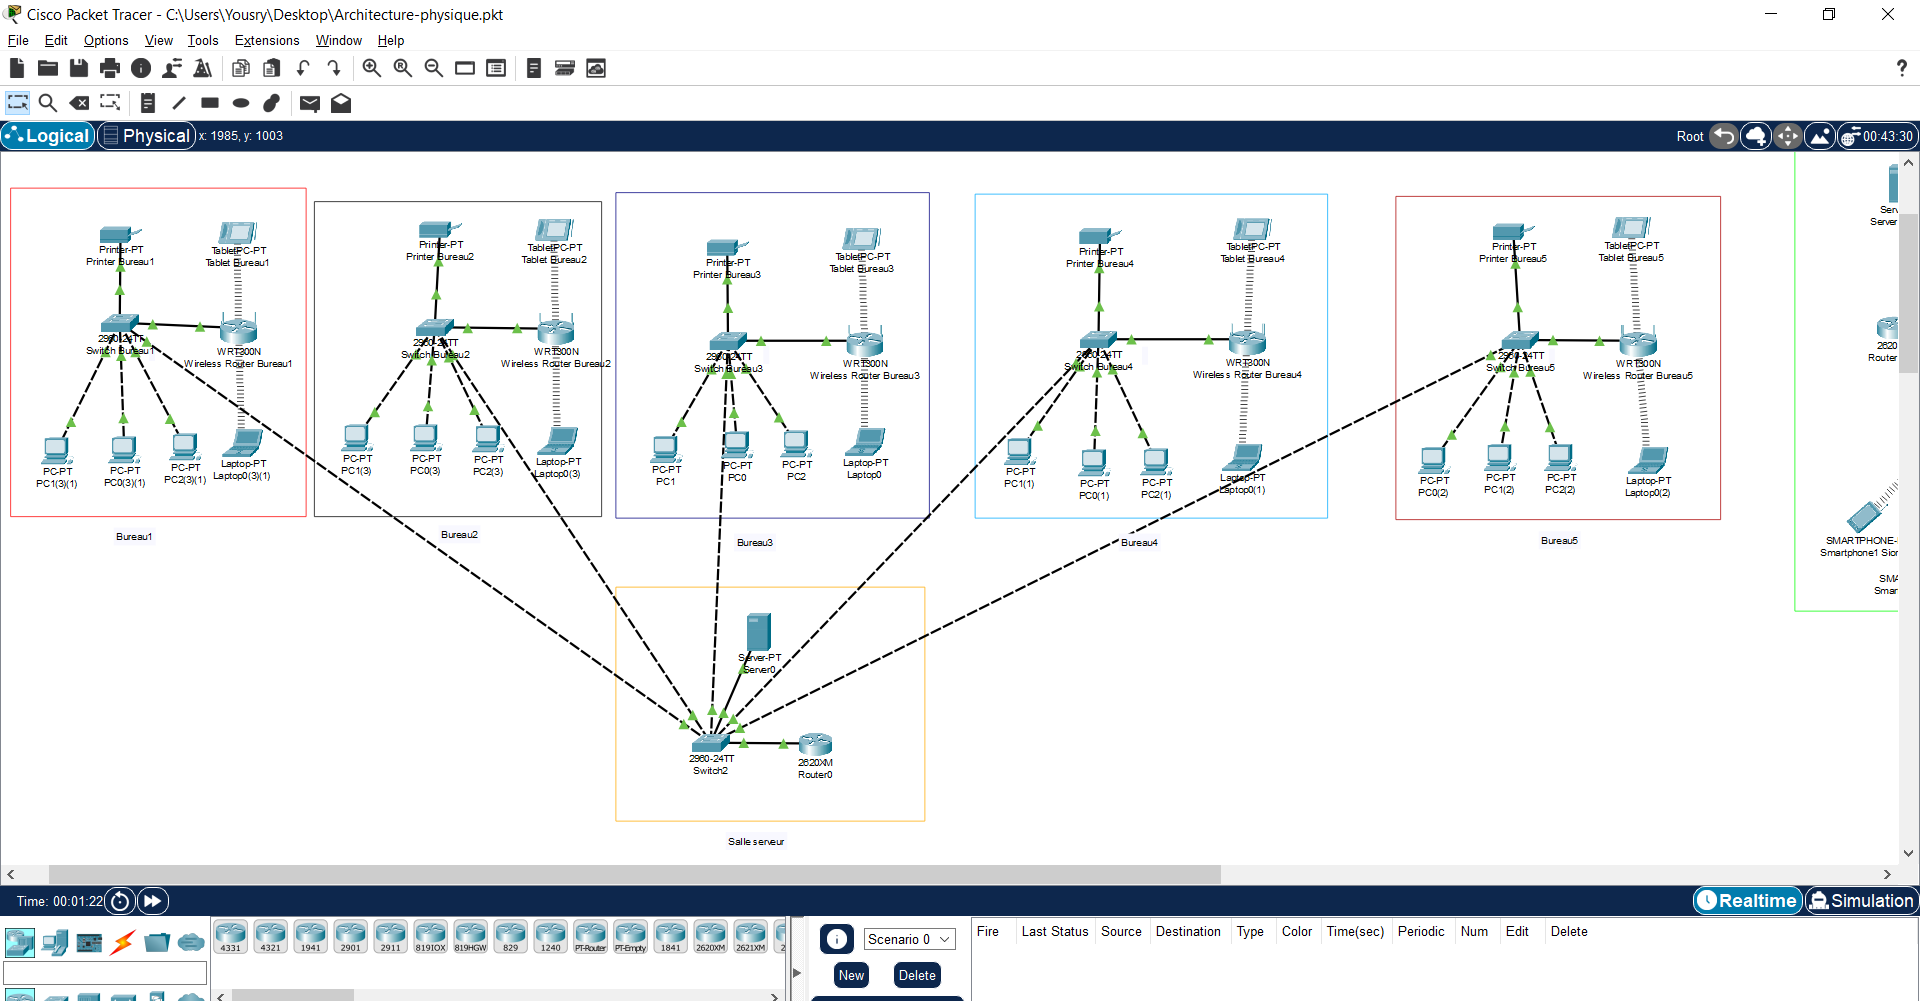 Cisco Packet Tracer - C:\Users\Yousry\Desktop\Architecture-physique.pkt
File Edit Options View Tools Extensions Window Help
Logical Physical x: 1985, y: 1003 Root 00:43:30
Printer-PT
Printer Bureau1
TabletPC-PT
Tablet Bureau1
2960-24TT
Switch Bureau1
WRT300N
Wireless Router Bureau1
PC-PT
PC1(3)(1)
PC-PT
PC0(3)(1)
PC-PT
PC2(3)(1)
Laptop-PT
Laptop0(3)(1)
Bureau1
Printer-PT
Printer Bureau2
TabletPC-PT
Tablet Bureau2
2960-24TT
Switch Bureau2
WRT300N
Wireless Router Bureau2
PC-PT
PC1(3)
PC-PT
PC0(3)
PC-PT
PC2(3)
Laptop-PT
Laptop0(3)
Bureau2
Printer-PT
Printer Bureau3
TabletPC-PT
Tablet Bureau3
2960-24TT
Switch Bureau3
WRT300N
Wireless Router Bureau3
PC-PT
PC1
PC-PT
PC0
PC-PT
PC2
Laptop-PT
Laptop0
Bureau3
Printer-PT
Printer Bureau4
TabletPC-PT
Tablet Bureau4
2960-24TT
Switch Bureau4
WRT300N
Wireless Router Bureau4
PC-PT
PC1(1)
PC-PT
PC0(1)
PC-PT
PC2(1)
Laptop-PT
Laptop0(1)
Bureau4
Printer-PT
Printer Bureau5
TabletPC-PT
Tablet Bureau5
2960-24TT
Switch Bureau5
WRT300N
Wireless Router Bureau5
PC-PT
PC0(2)
PC-PT
PC1(2)
PC-PT
PC2(2)
Laptop-PT
Laptop0(2)
Bureau5
Server
2620
Router
SMARTPHONE-
Smartphone1 Sion
SMA
Smar
Server-PT
Server0
2960-24TT
Switch2
2620XM
Router0
Salle serveur
Time: 00:01:22 Realtime Simulation
4331 4321 1941 2901 2911 819IOX 819HGW 829 1240 PT-Router PT-Empty 1841 2620XM 2621XM
Scenario 0
New Delete
Fire Last Status Source Destination Type Color Time(sec) Periodic Num Edit Delete